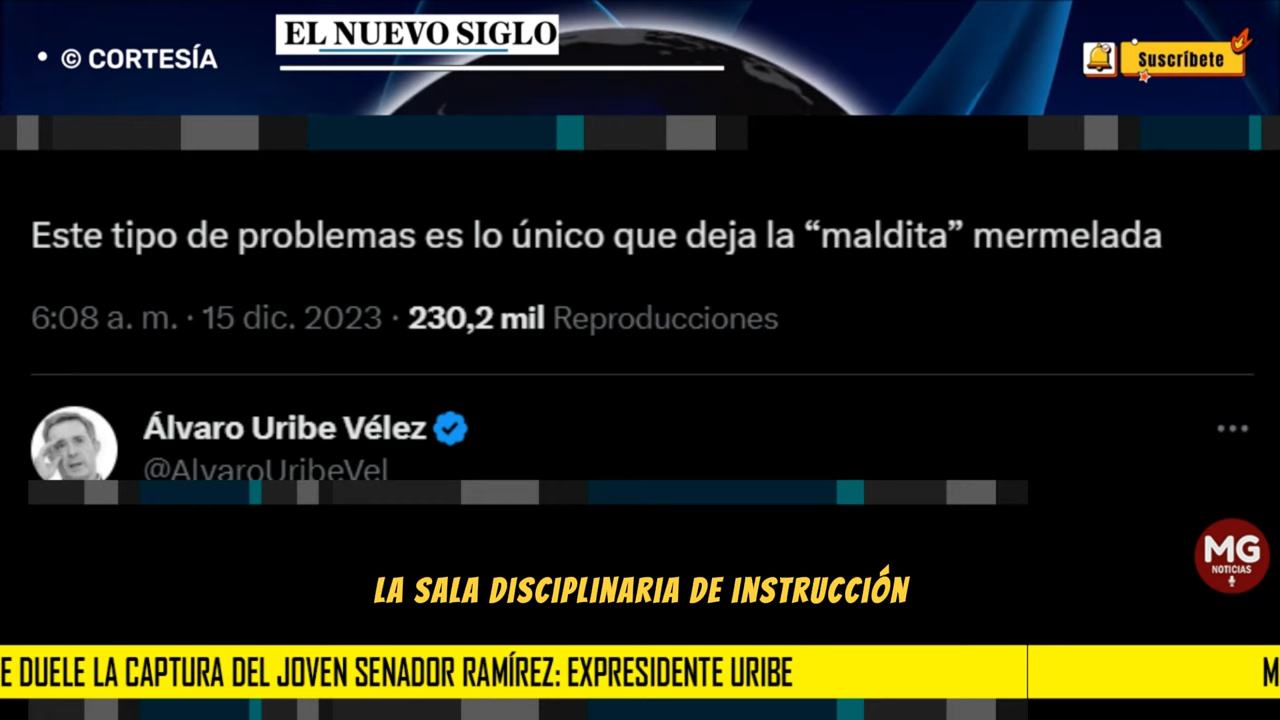 • © CORTESÍA
EL NUEVO SIGLO
Suscríbete
Este tipo de problemas es lo único que deja la “maldita” mermelada
6:08 a. m. · 15 dic. 2023 · 230,2 mil Reproducciones
Álvaro Uribe Vélez
@AlvaroUribeVel
MG
NOTICIAS
LA SALA DISCIPLINARIA DE INSTRUCCIÓN
E DUELE LA CAPTURA DEL JOVEN SENADOR RAMÍREZ: EXPRESIDENTE URIBE M